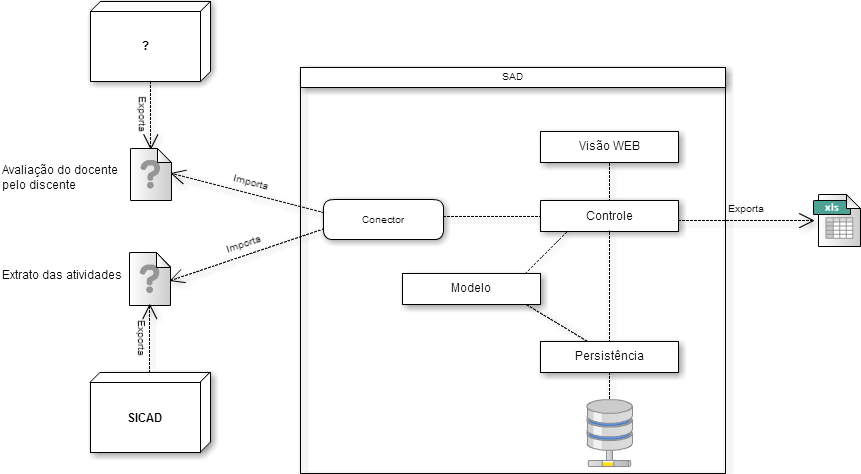 ?
Exporta
Avaliação do docente
pelo discente
?
Importa
SAD
Visão WEB
Conector
Controle
Exporta
xls
Importa
Extrato das atividades
?
Modelo
Exporta
Persistência
SICAD